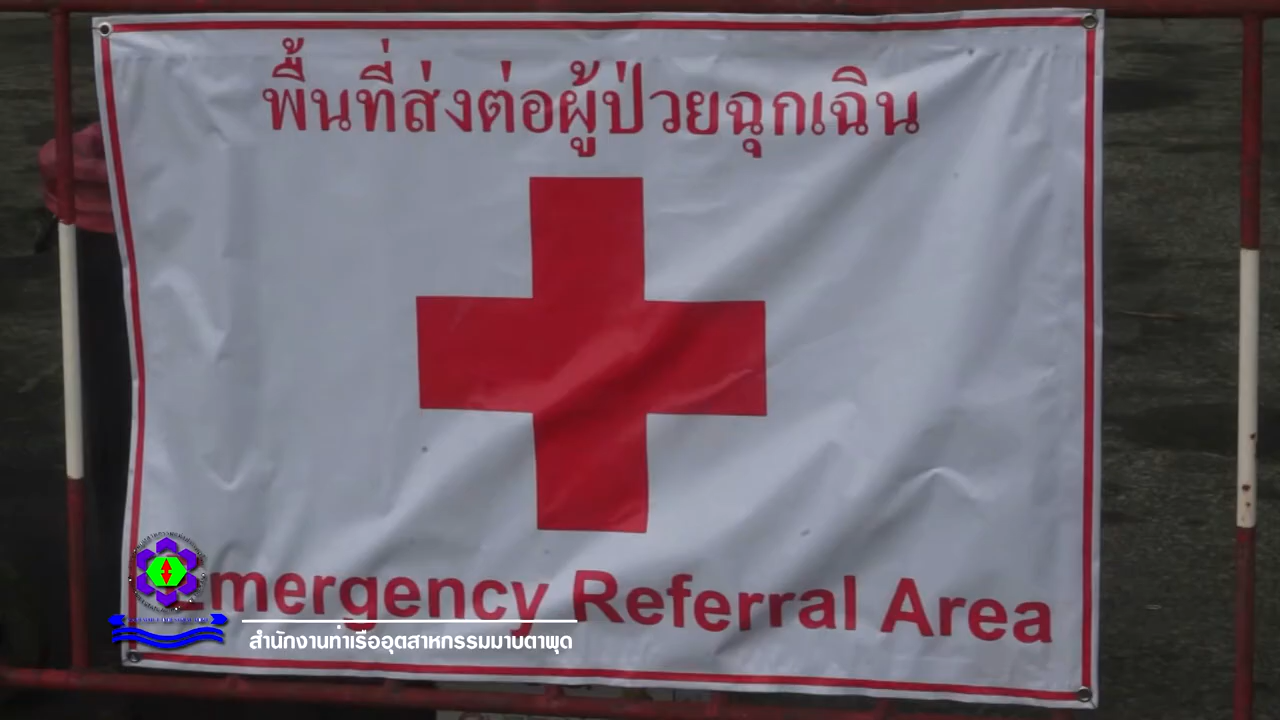 พื้นที่ส่งต่อผู้ป่วยฉุกเฉิน
Emergency Referral Area
สำนักงานท่าเรืออุตสาหกรรมมาบตาพุด